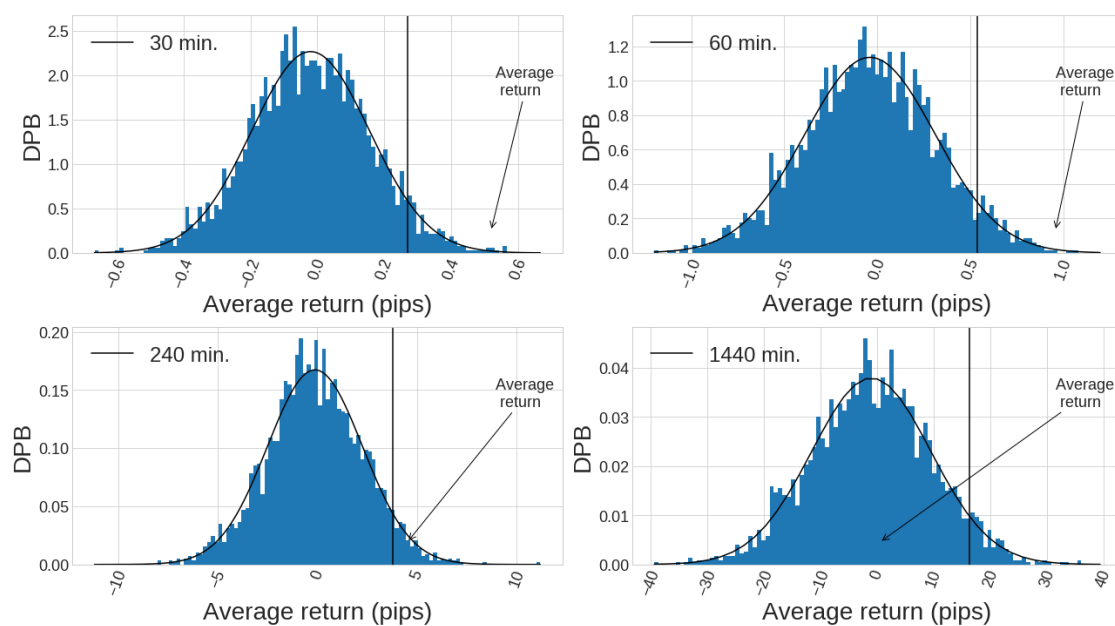 30 min.
Average
return
DPB
2.5
2.0
1.5
1.0
0.5
0.0
−0.6
−0.4
−0.2
0.0
0.2
0.4
0.6
Average return (pips)
60 min.
Average
return
DPB
1.2
1.0
0.8
0.6
0.4
0.2
0.0
−1.0
−0.5
0.0
0.5
1.0
Average return (pips)
240 min.
Average
return
DPB
0.20
0.15
0.10
0.05
0.00
−10
−5
0
5
10
Average return (pips)
1440 min.
Average
return
DPB
0.04
0.03
0.02
0.01
0.00
−40
−30
−20
−10
0
10
20
30
40
Average return (pips)